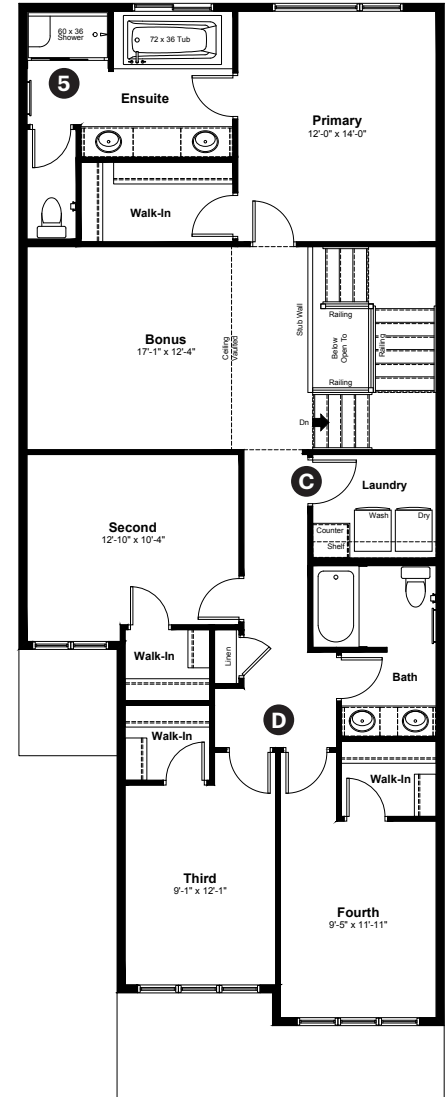 60 x 36
Shower
72 x 36 Tub
5
Ensuite
Primary
12'-0" x 14'-0"
Walk-In
Bonus
17'-1" x 12'-4"
Ceiling
Vaulted
Stub Wall
Railing
Below
Open To
Railing
Railing
Dn
C
Laundry
Wash
Dry
Counter
Shelf
Second
12'-10" x 10'-4"
Walk-In
Linen
Bath
D
Walk-In
Walk-In
Third
9'-1" x 12'-1"
Fourth
9'-5" x 11'-11"